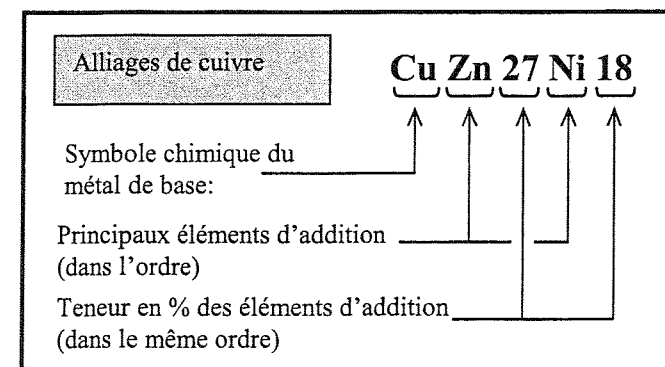 Alliages de cuivre
Cu Zn 27 Ni 18
Symbole chimique du
métal de base:
Principaux éléments d'addition
(dans l'ordre)
Teneur en % des éléments d'addition
(dans le même ordre)